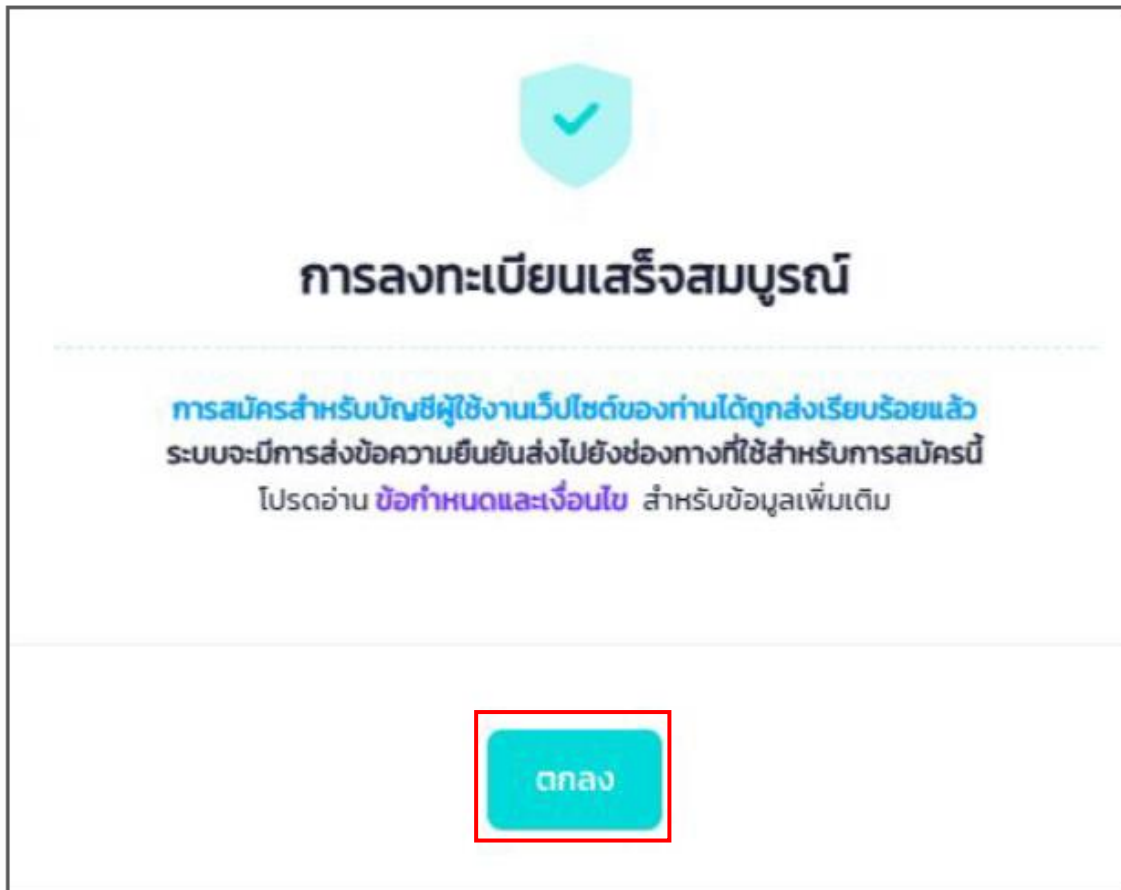 การลงทะเบียนเสร็จสมบูรณ์
การสมัครสำหรับบัญชีผู้ใช้งานเว็ปไซต์ของท่านได้ถูกส่งเรียบร้อยแล้ว
ระบบจะมีการส่งข้อความยืนยันส่งไปยังช่องทางที่ใช้สำหรับการสมัครนี้
โปรดอ่าน ข้อกำหนดและเงื่อนไข สำหรับข้อมูลเพิ่มเติม
ตกลง